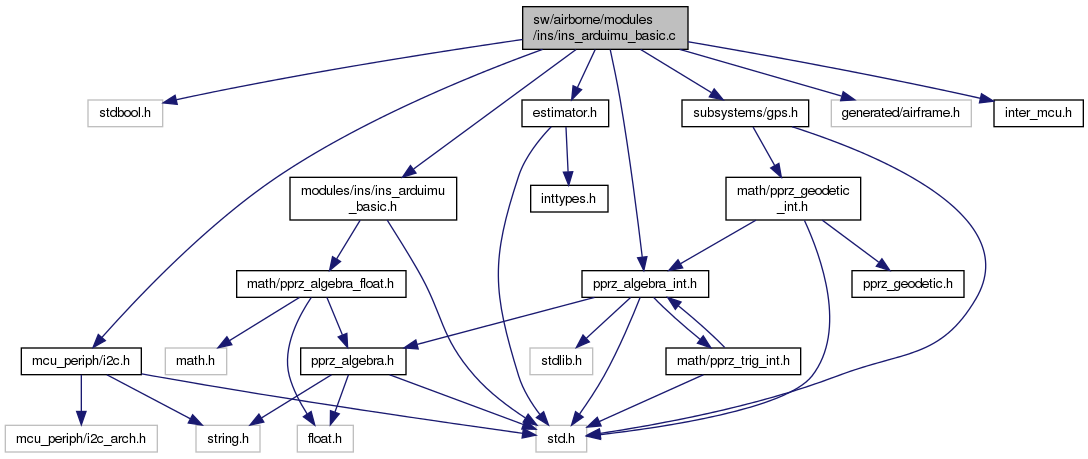 sw/airborne/modules
/ins/ins_arduimu_basic.c
stdbool.h
estimator.h
subsystems/gps.h
generated/airframe.h
inter_mcu.h
modules/ins/ins_arduimu
_basic.h
inttypes.h
math/pprz_geodetic
_int.h
math/pprz_algebra_float.h
pprz_algebra_int.h
pprz_geodetic.h
mcu_periph/i2c.h
math.h
pprz_algebra.h
stdlib.h
math/pprz_trig_int.h
mcu_periph/i2c_arch.h
string.h
float.h
std.h